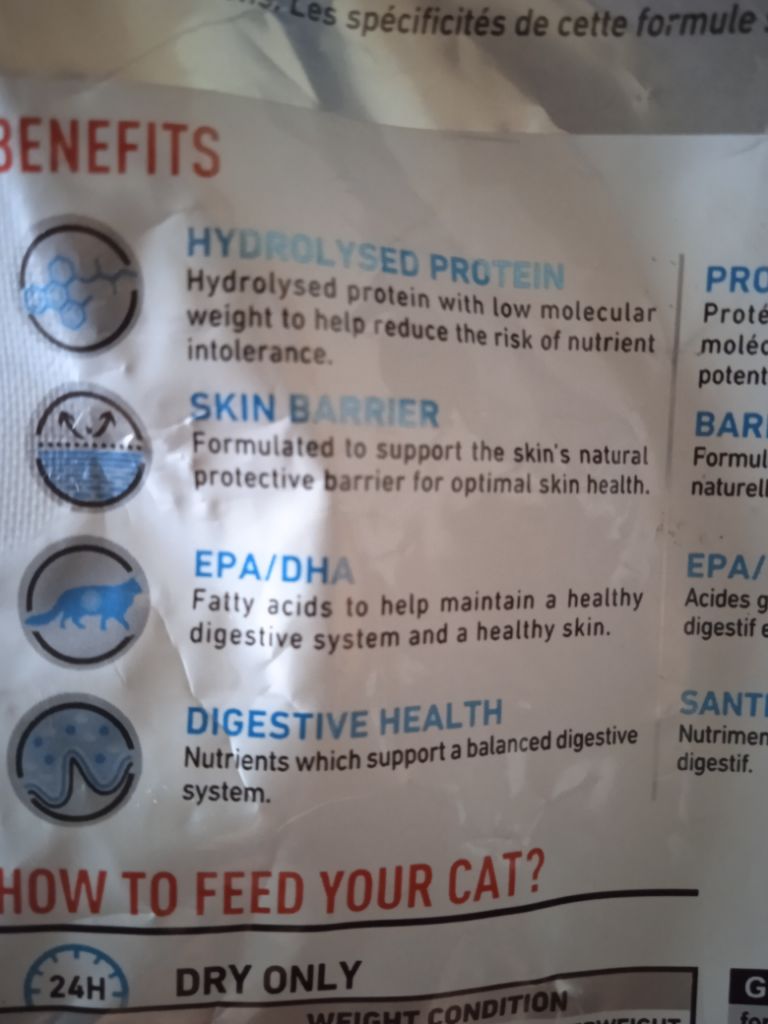 Les spécificités de cette formule
BENEFITS
HYDROLYSED PROTEIN
Hydrolysed protein with low molecular
weight to help reduce the risk of nutrient
intolerance.
SKIN BARRIER
Formulated to support the skin's natural
protective barrier for optimal skin health.
EPA/DHA
Fatty acids to help maintain a healthy
digestive system and a healthy skin.
DIGESTIVE HEALTH
Nutrients which support a balanced digestive
system.
PRO
Proté
moléc
potent
BAR
Formul
naturell
EPA/
Acides g
digestif e
SANT
Nutrimen
digestif.
HOW TO FEED YOUR CAT?
24H DRY ONLY
WEIGHT CONDITION
G